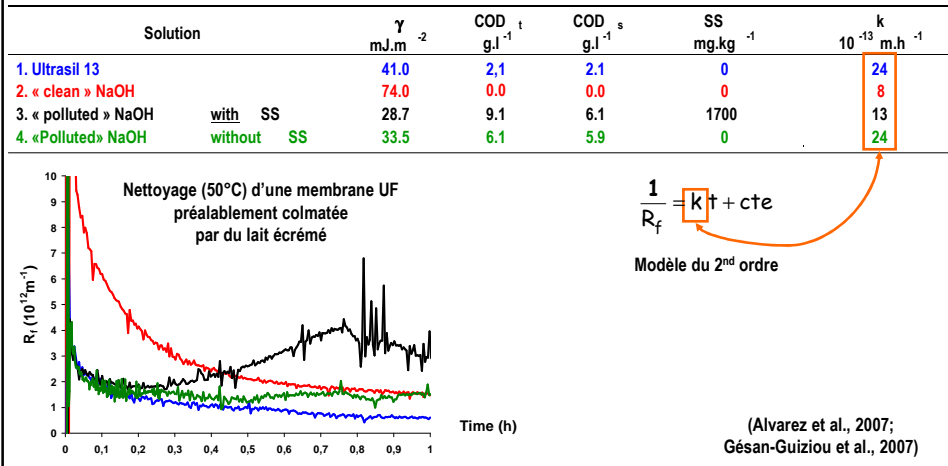 Solution γ COD t COD s SS k
mJ.m -2 g.l -1 g.l -1 mg.kg -1 10 -13 m.h -1
1. Ultrasil 13 41.0 2,1 2.1 0 24
2. « clean » NaOH 74.0 0.0 0.0 0 8
3. « polluted » NaOH with SS 28.7 9.1 6.1 1700 13
4. «Polluted» NaOH without SS 33.5 6.1 5.9 0 24
Nettoyage (50°C) d'une membrane UF
préalablement colmatée
par du lait écrémé
1/Rf = k t + cte
Modèle du 2nd ordre
Rf (10^12 m^-1)
10
9
8
7
6
5
4
3
2
1
0
0 0,1 0,2 0,3 0,4 0,5 0,6 0,7 0,8 0,9 1
Time (h)
(Alvarez et al., 2007;
Gésan-Guiziou et al., 2007)